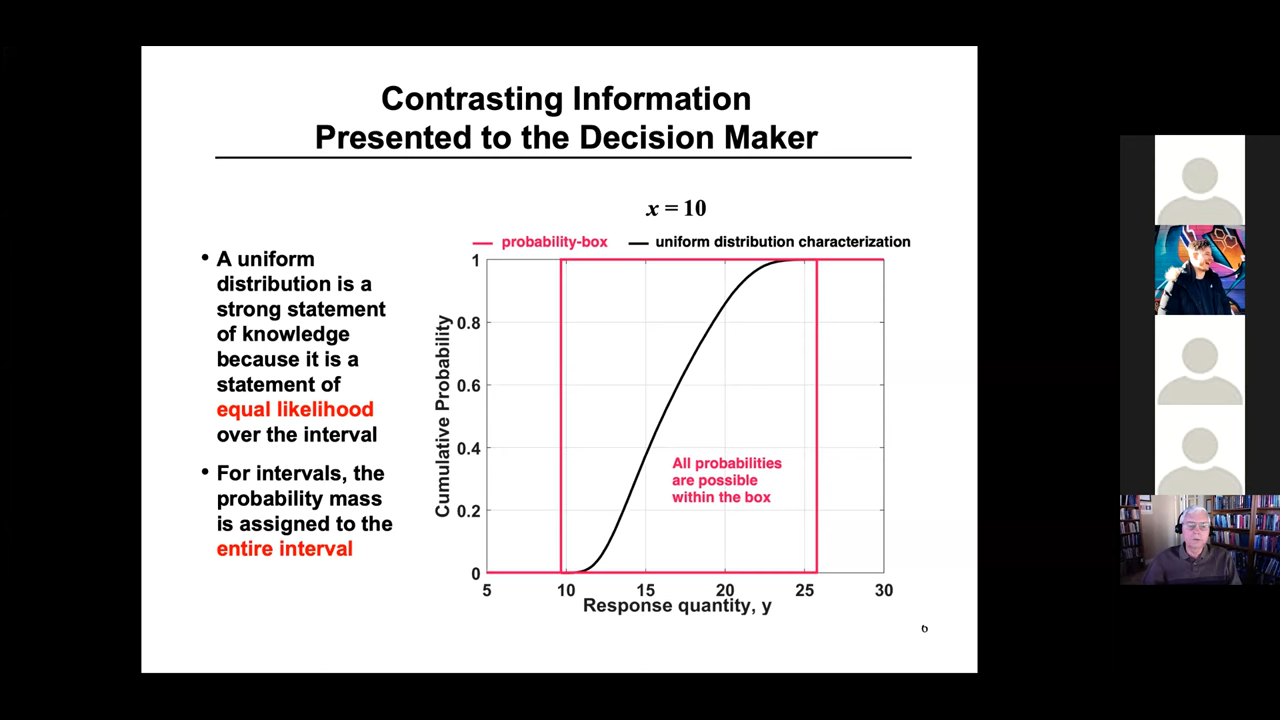 Contrasting Information
Presented to the Decision Maker
• A uniform
distribution is a
strong statement
of knowledge
because it is a
statement of
equal likelihood
over the interval
• For intervals, the
probability mass
is assigned to the
entire interval
x = 10
probability-box
uniform distribution characterization
Cumulative Probability
1
0.8
0.6
0.4
0.2
0
All probabilities
are possible
within the box
5 10 15 20 25 30
Response quantity, y
6